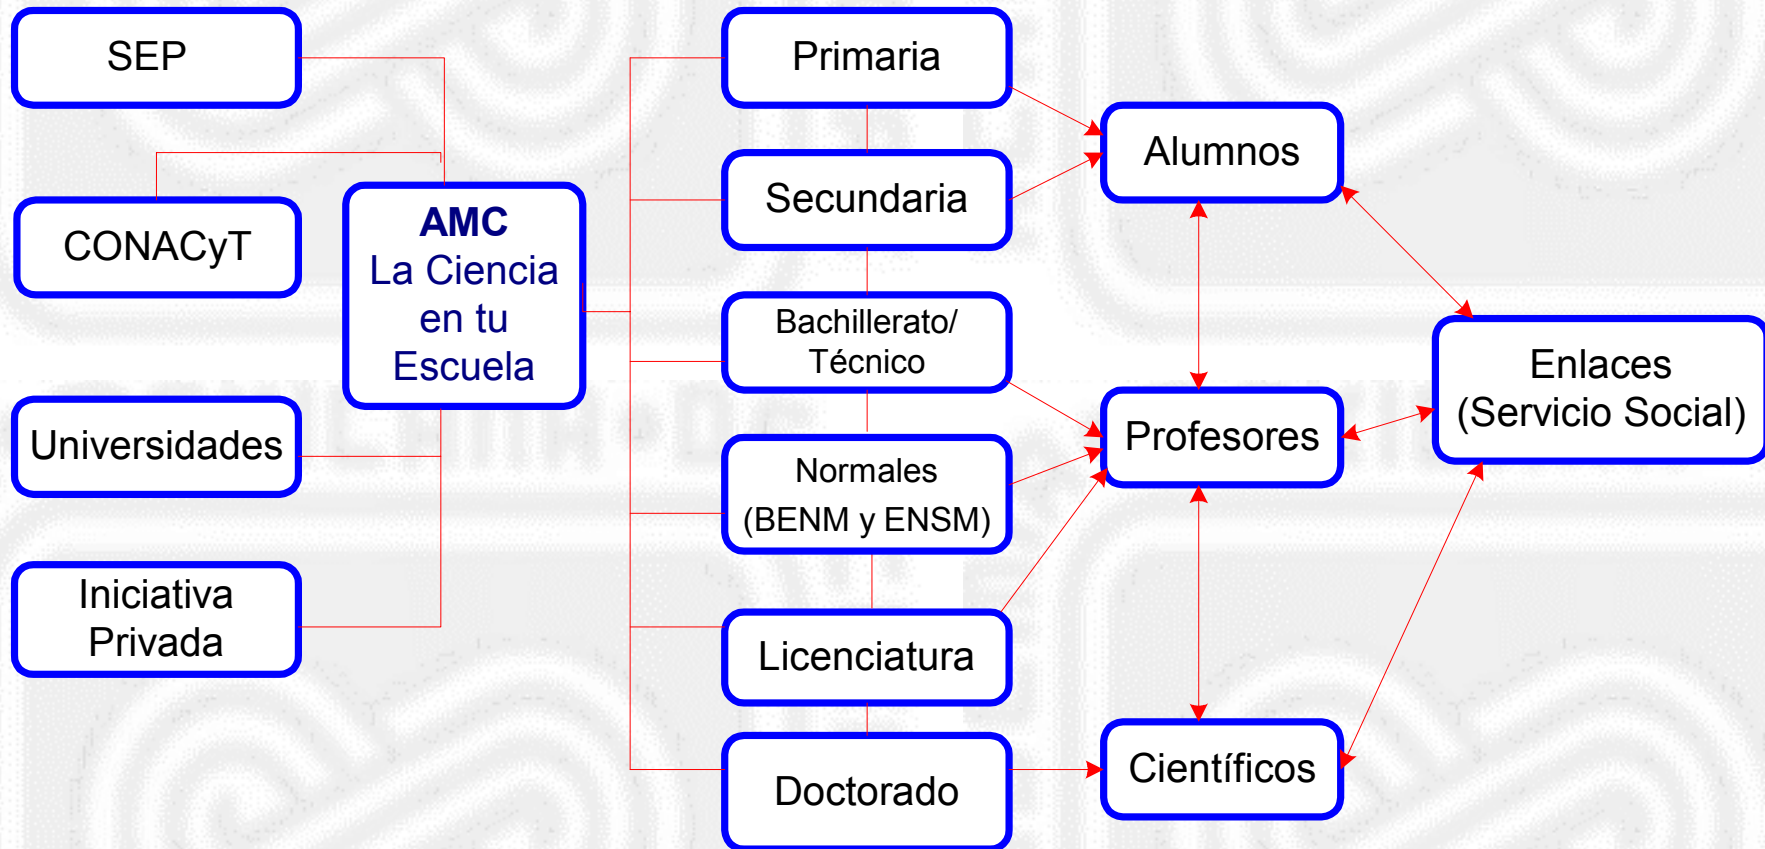 SEP
CONACyT
Universidades
Iniciativa
Privada
AMC
La Ciencia
en tu
Escuela
Primaria
Secundaria
Bachillerato/
Técnico
Normales
(BENM y ENSM)
Licenciatura
Doctorado
Alumnos
Profesores
Científicos
Enlaces
(Servicio Social)